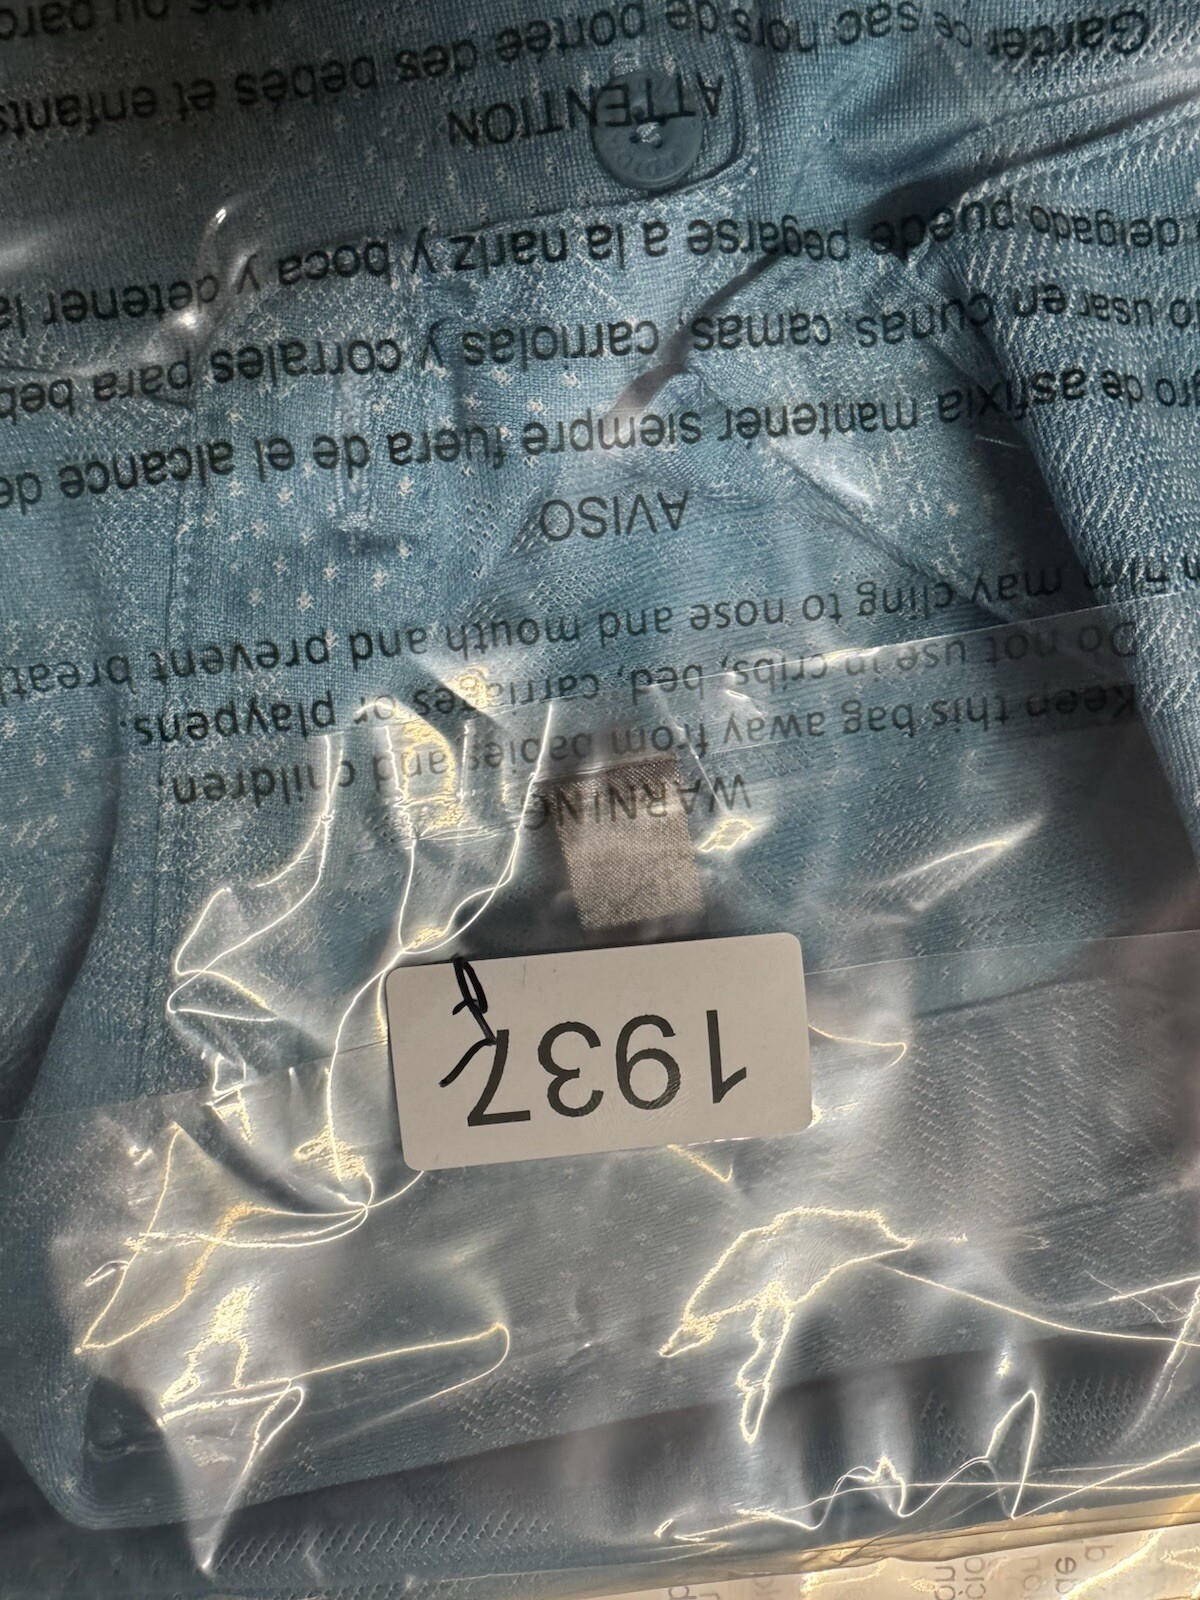 1937
WARNING
Keep this bag away from babies and children.
Do not use in cribs, bed, carriages or playpens.
Film may cling to nose and mouth and prevent
AVISO
de asfixia mantener siempre fuera de el alcance de
usar en cunas, camas, carriolas y corrales para
delgado puede pegarse a la nariz y boca y detener la
ATTENTION
Garder ce sac hors de portée des bébés et enfants
ou